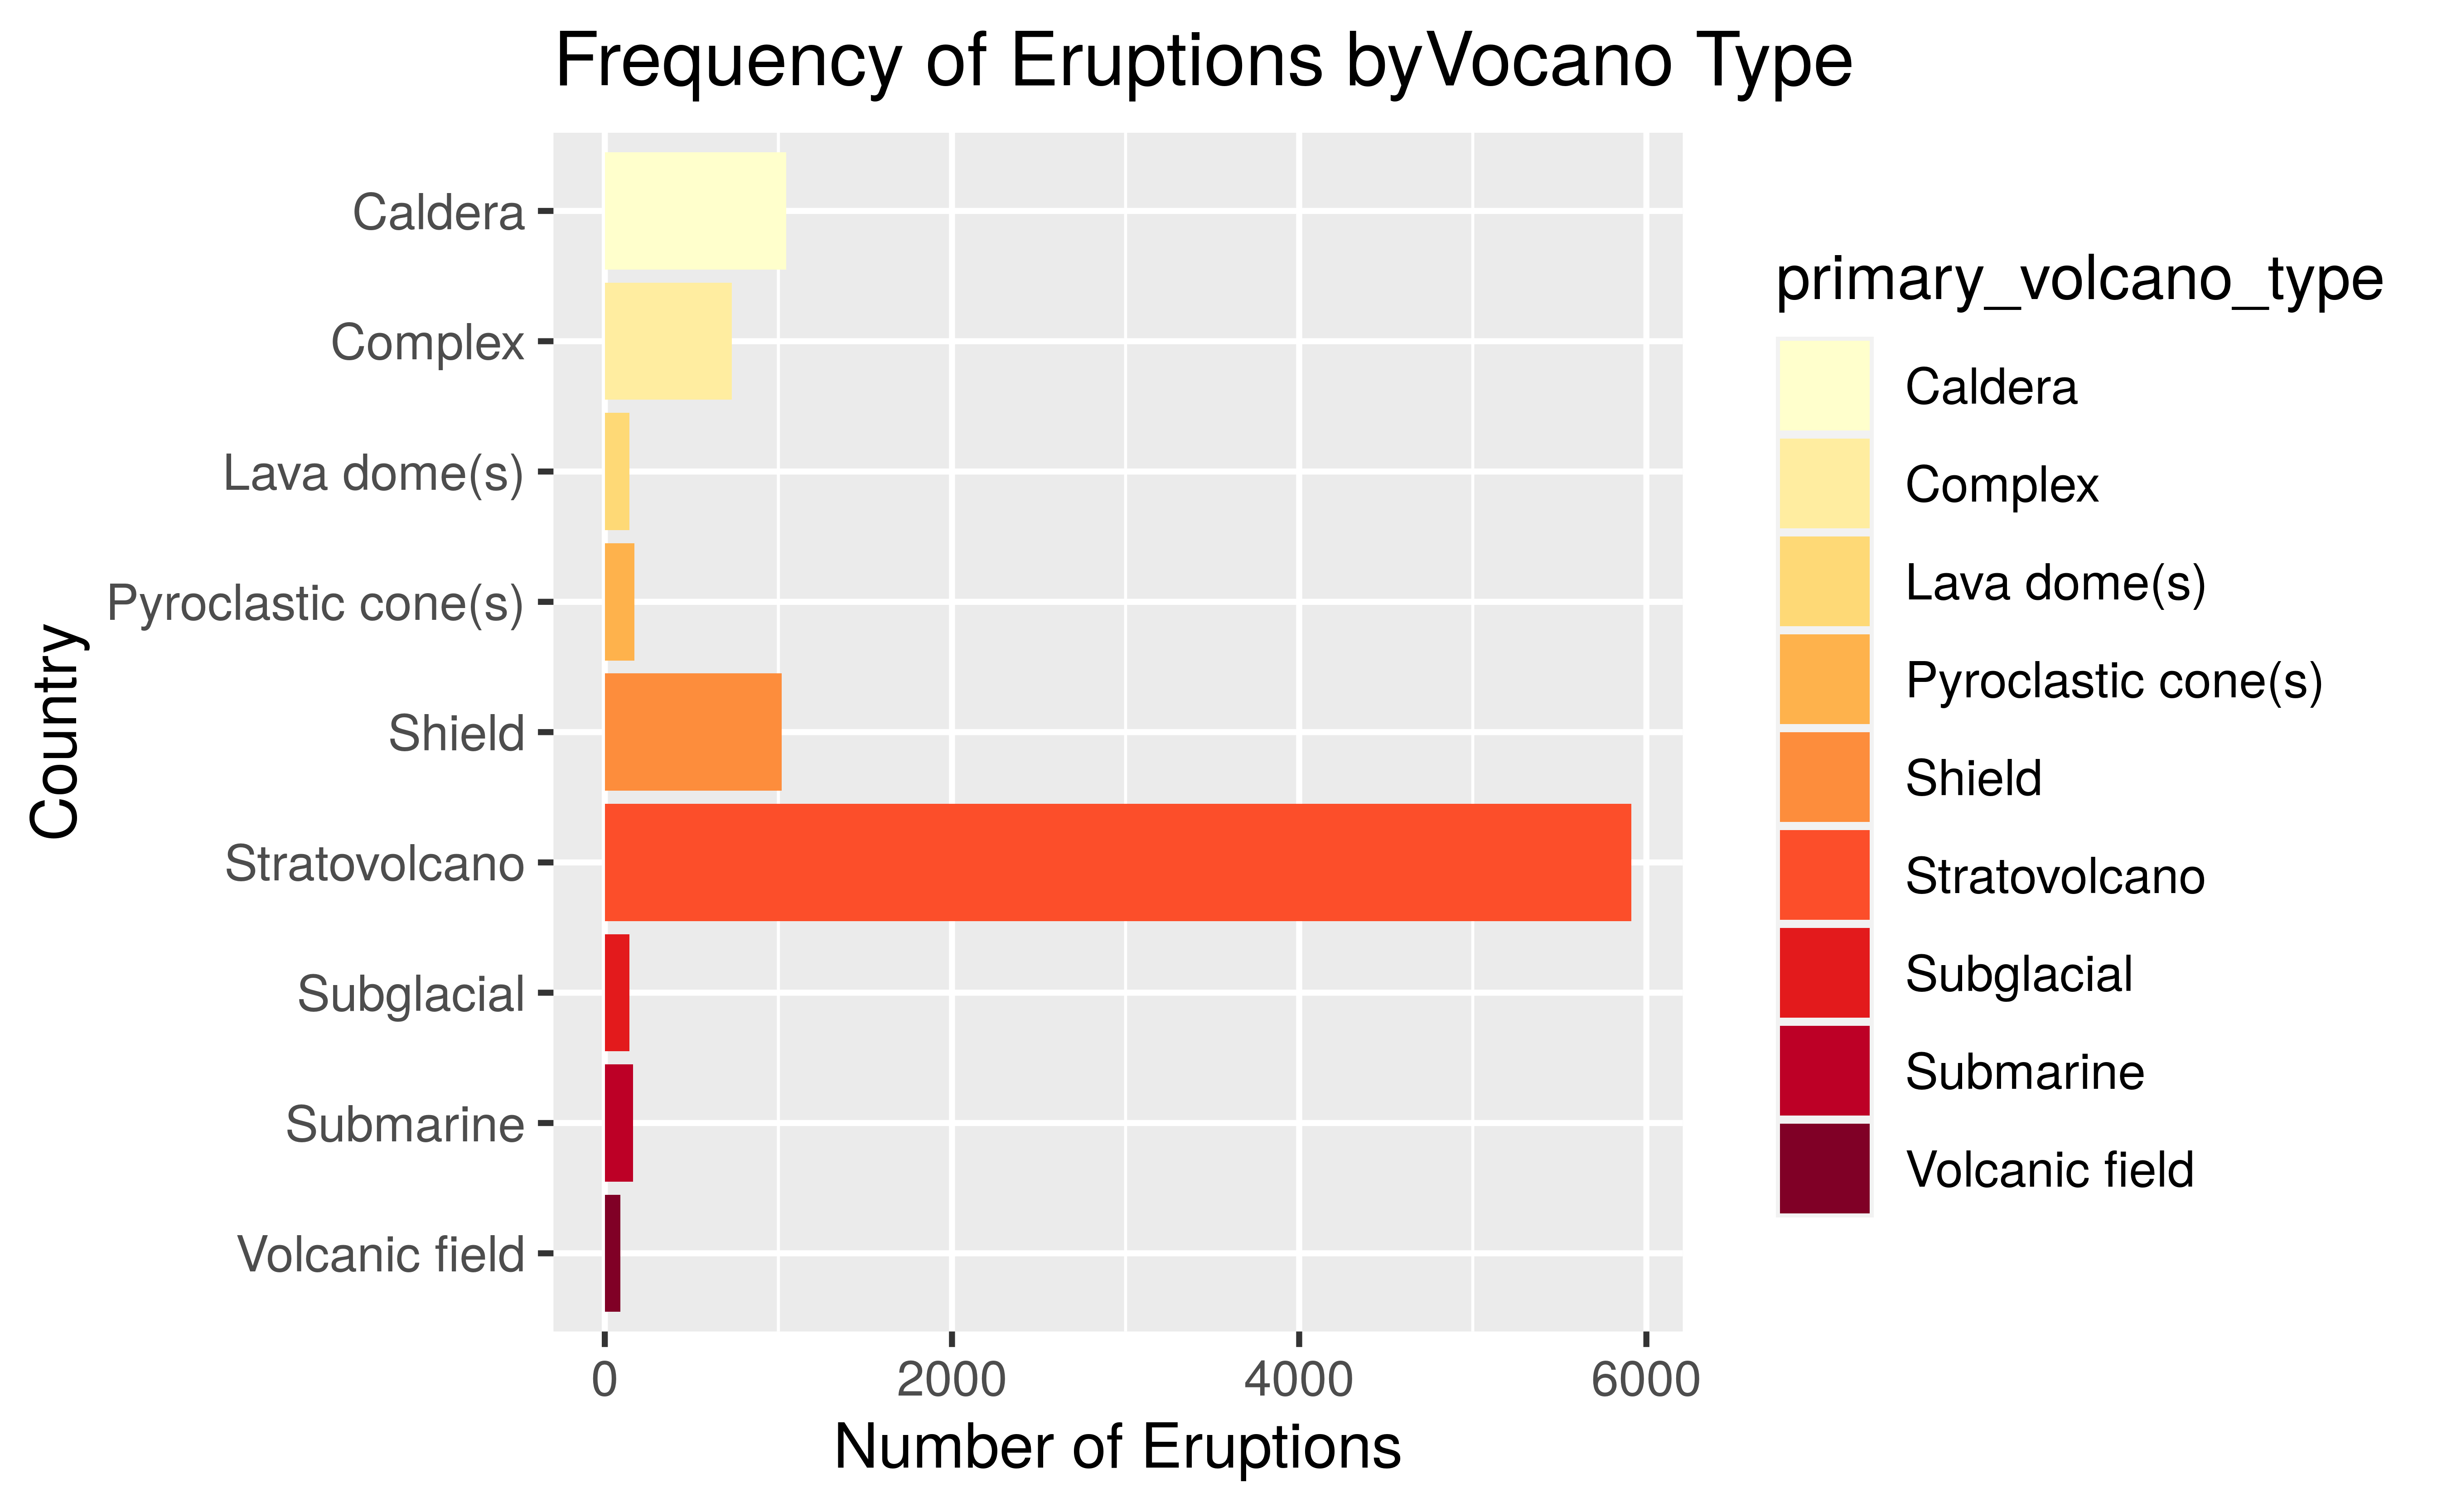 Frequency of Eruptions byVocano Type
Country
Caldera
Complex
Lava dome(s)
Pyroclastic cone(s)
Shield
Stratovolcano
Subglacial
Submarine
Volcanic field
0 2000 4000 6000
Number of Eruptions
primary_volcano_type
Caldera
Complex
Lava dome(s)
Pyroclastic cone(s)
Shield
Stratovolcano
Subglacial
Submarine
Volcanic field